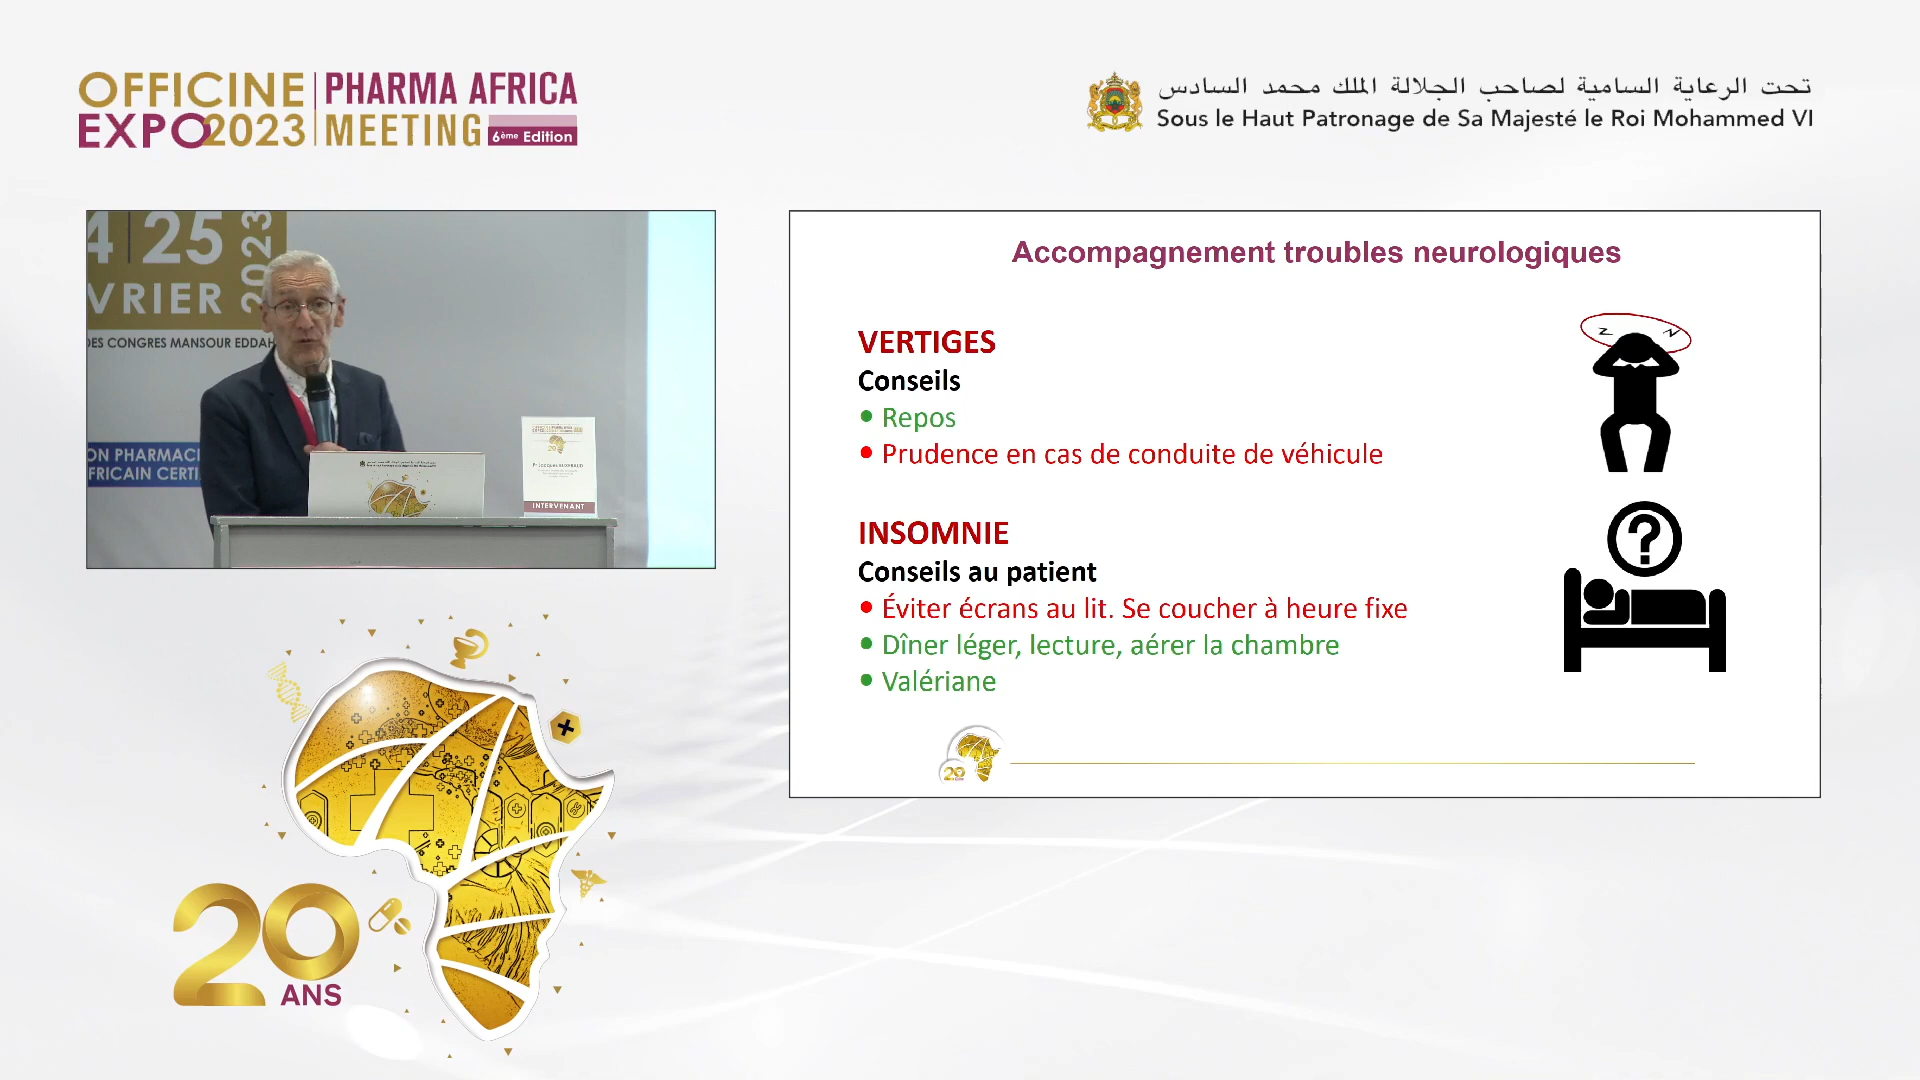 OFFICINE
EXPO2023
PHARMA AFRICA
MEETING
6ème Edition
تحت الرعاية السامية لصاحب الجلالة الملك محمد السادس
Sous le Haut Patronage de Sa Majesté le Roi Mohammed VI
4 | 25
VRIER
2023
DES CONGRES MANSOUR EDDAH
ON PHARMACI
FRICAIN CERTI
INTERVENANT
Accompagnement troubles neurologiques
VERTIGES
Conseils
• Repos
• Prudence en cas de conduite de véhicule
INSOMNIE
Conseils au patient
• Éviter écrans au lit. Se coucher à heure fixe
• Dîner léger, lecture, aérer la chambre
• Valériane
20
20
ANS